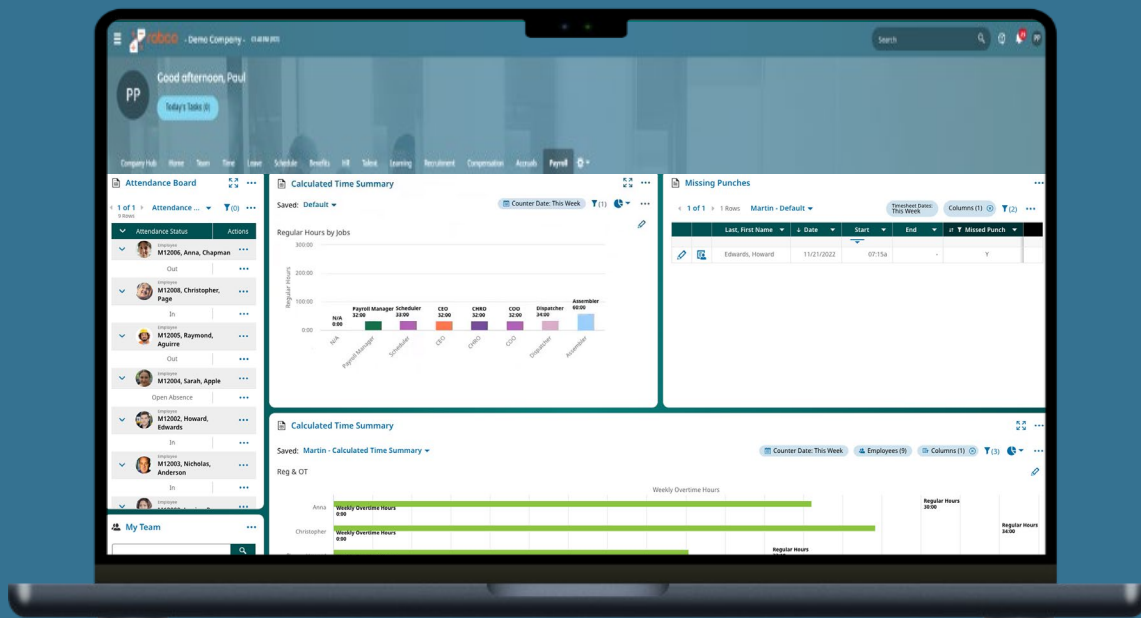 robco - Demo Company -
Search
PP
Good afternoon, Paul
PP
Today's Tasks (0)
Company Hub Home Team Time Leave Schedule Benefits HR Talent Learning Recruitment Compensation Accruals Payroll
Attendance Board
1 of 1 Attendance ... (0)
9 Rows
Attendance Status Actions
Employee
M12006, Anna, Chapman
Out
Employee
M12008, Christopher, Page
In
Employee
M12005, Raymond, Aguirre
Out
Employee
M12004, Sarah, Apple
Open Absence
Employee
M12002, Howard, Edwards
In
Employee
M12003, Nicholas, Anderson
In
Employee
My Team
Calculated Time Summary
Saved: Default
Counter Date: This Week (1)
Regular Hours by Jobs
Regular Hours
300:00
200:00
100:00
0:00
N/A
0:00
Payroll Manager
32:00
Scheduler
33:00
CEO
32:00
CHRO
32:00
COO
32:00
Dispatcher
34:00
Assembler
60:00
N/A
Payroll Manager
Scheduler
CEO
CHRO
COO
Dispatcher
Assembler
Missing Punches
1 of 1 1 Rows Martin - Default
Timesheet Dates: This Week
Columns (1) (2)
Last, First Name Date Start End Missed Punch
Edwards, Howard 11/21/2022 07:15a - Y
Calculated Time Summary
Saved: Martin - Calculated Time Summary
Counter Date: This Week Employees (9) Columns (1) (3)
Reg & OT
Weekly Overtime Hours
Anna
Weekly Overtime Hours
0:00
Regular Hours
30:00
Christopher
Weekly Overtime Hours
0:00
Regular Hours
34:00
Regular Hours